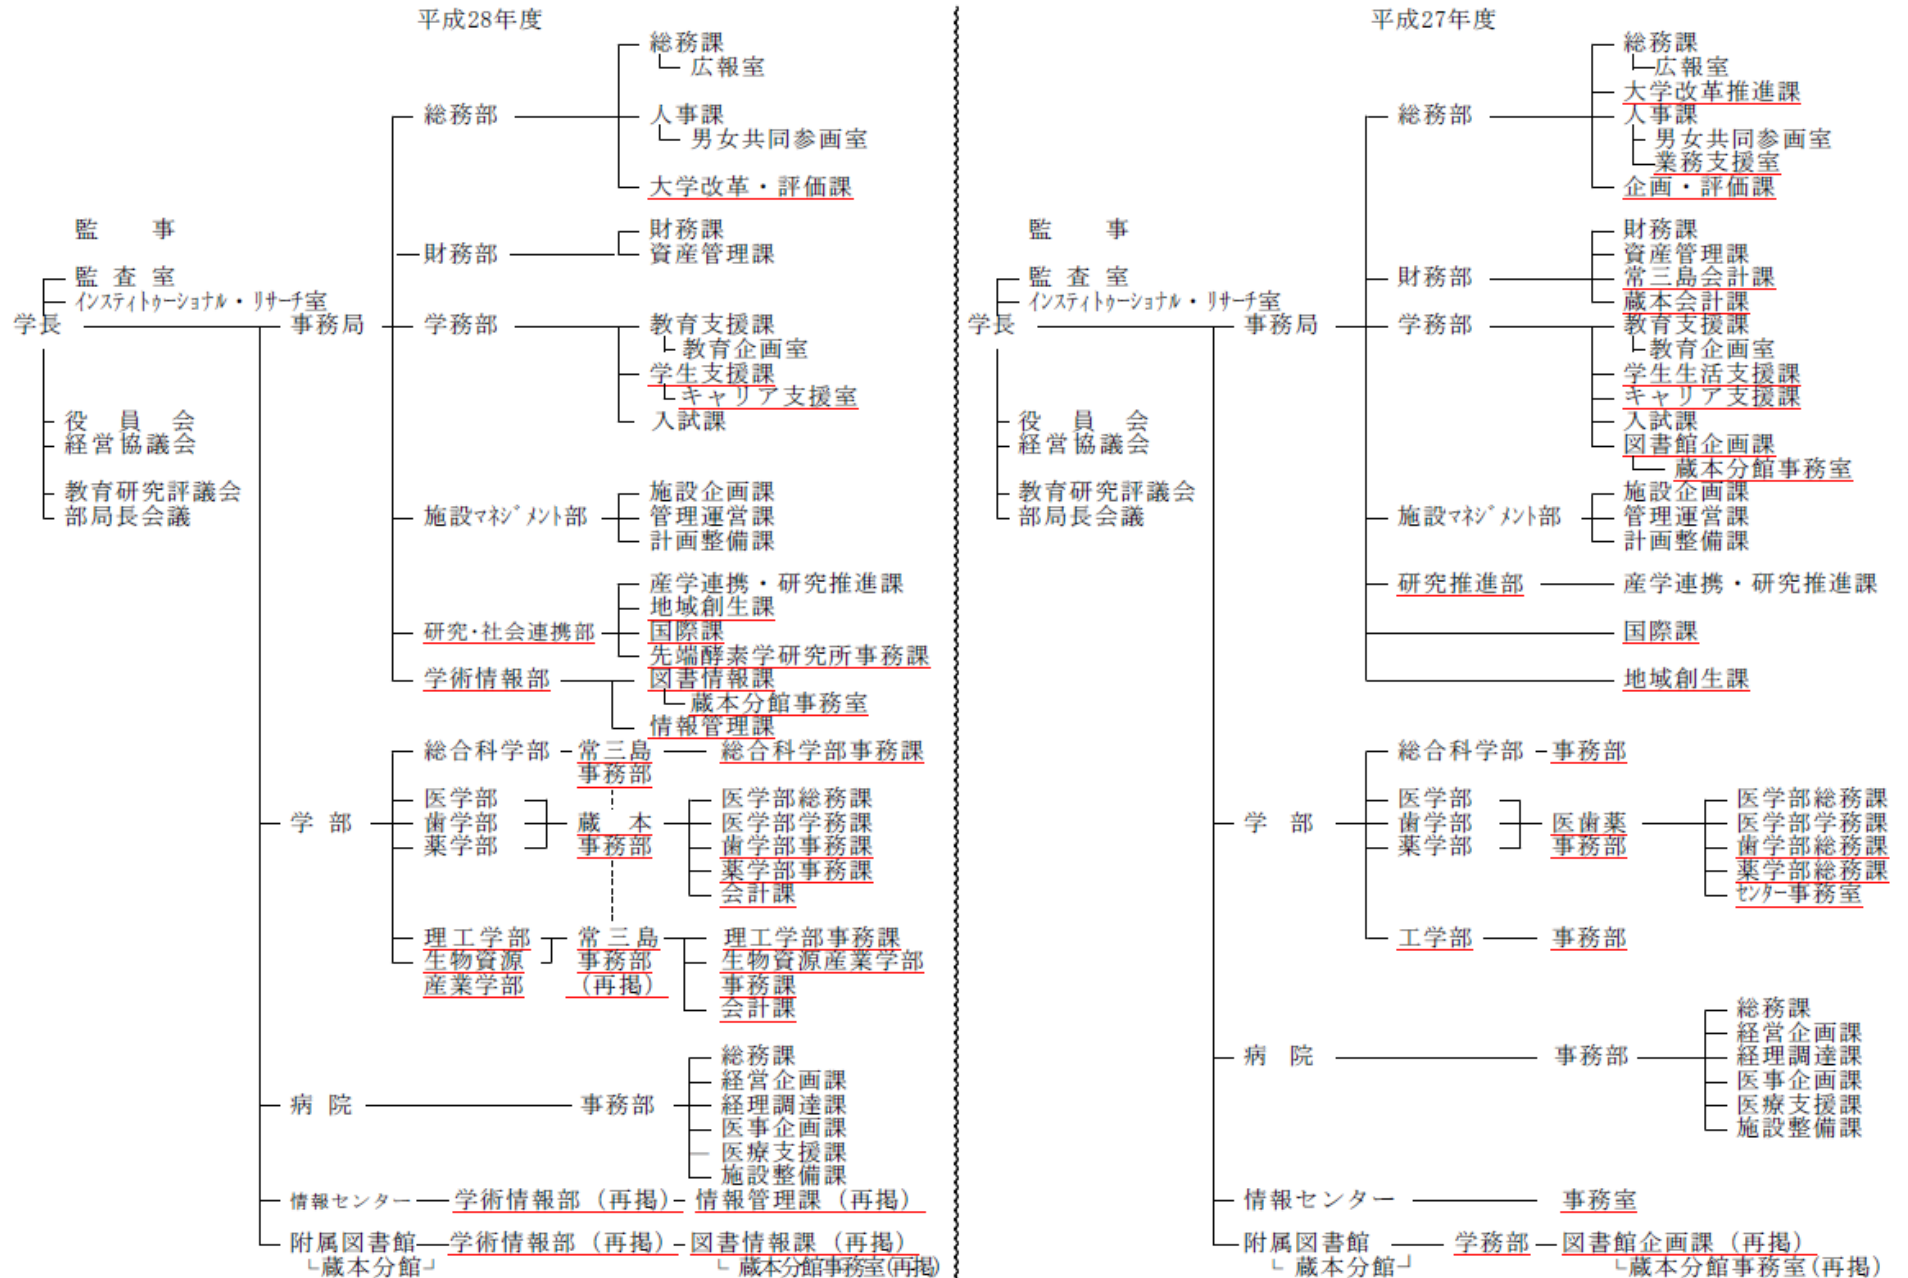 平成28年度
総務課
広報室
総務部
人事課
男女共同参画室
大学改革・評価課
監　事
財務課
財務部
資産管理課
監査室
インスティトゥーショナル・リサーチ室
学長
事務局
学務部
教育支援課
教育企画室
学生支援課
キャリア支援室
入試課
役員会
経営協議会
教育研究評議会
部局長会議
施設マネジメント部
施設企画課
管理運営課
計画整備課
産学連携・研究推進課
地域創生課
研究・社会連携部
国際課
先端酵素学研究所事務課
学術情報部
図書情報課
蔵本分館事務室
情報管理課
総合科学部
常三島
事務部
総合科学部事務課
学部
医学部
歯学部
薬学部
蔵本
事務部
医学部総務課
医学部学務課
歯学部事務課
薬学部事務課
会計課
理工学部
生物資源
産業学部
常三島
事務部
（再掲）
理工学部事務課
生物資源産業学部
事務課
会計課
病院
事務部
総務課
経営企画課
経理調達課
医事企画課
医療支援課
施設整備課
情報センター
学術情報部（再掲）
情報管理課（再掲）
附属図書館
学術情報部（再掲）
図書情報課（再掲）
蔵本分館
蔵本分館事務室(再掲)
平成27年度
総務課
広報室
大学改革推進課
総務部
人事課
男女共同参画室
業務支援室
企画・評価課
監　事
財務課
資産管理課
財務部
常三島会計課
蔵本会計課
監査室
インスティトゥーショナル・リサーチ室
学長
事務局
学務部
教育支援課
教育企画室
学生生活支援課
キャリア支援課
入試課
図書館企画課
蔵本分館事務室
役員会
経営協議会
教育研究評議会
部局長会議
施設マネジメント部
施設企画課
管理運営課
計画整備課
研究推進部
産学連携・研究推進課
国際課
地域創生課
総合科学部
事務部
学部
医学部
歯学部
薬学部
医歯薬
事務部
医学部総務課
医学部学務課
歯学部総務課
薬学部総務課
センター事務室
工学部
事務部
病院
事務部
総務課
経営企画課
経理調達課
医事企画課
医療支援課
施設整備課
情報センター
事務室
附属図書館
学務部
図書館企画課（再掲）
蔵本分館
蔵本分館事務室(再掲)